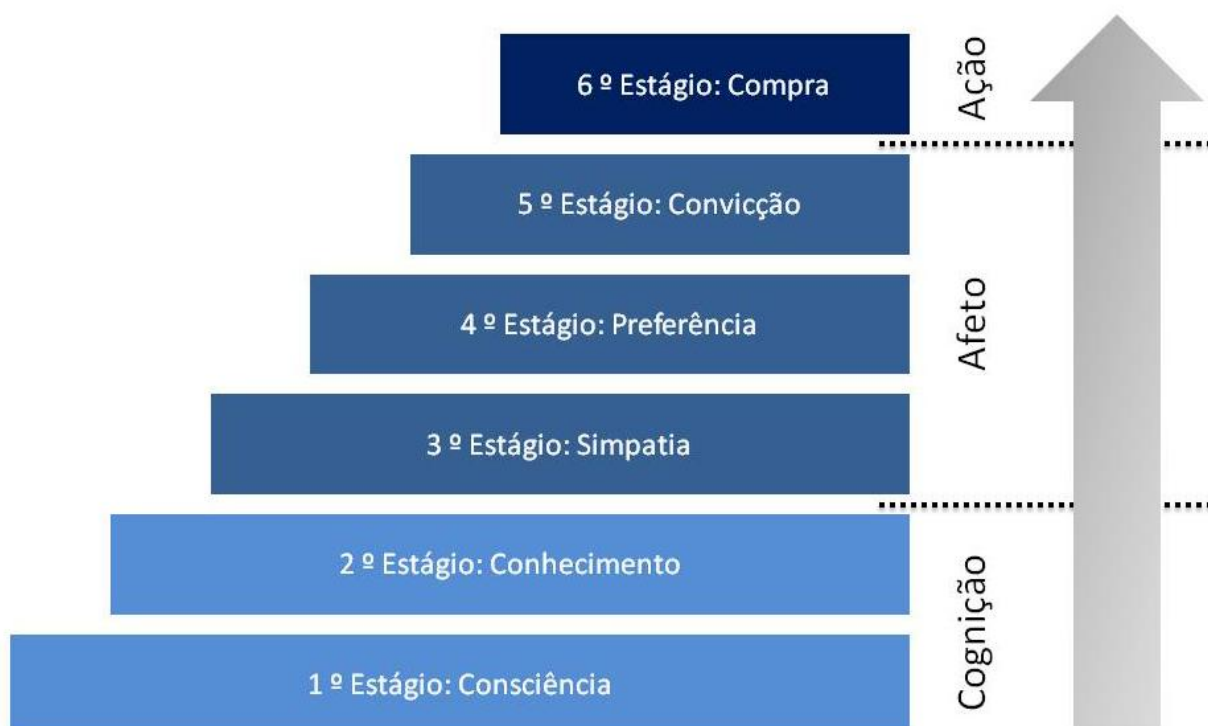 6 º Estágio: Compra
Ação
5 º Estágio: Convicção
4 º Estágio: Preferência
Afeto
3 º Estágio: Simpatia
2 º Estágio: Conhecimento
1 º Estágio: Consciência
Cognição